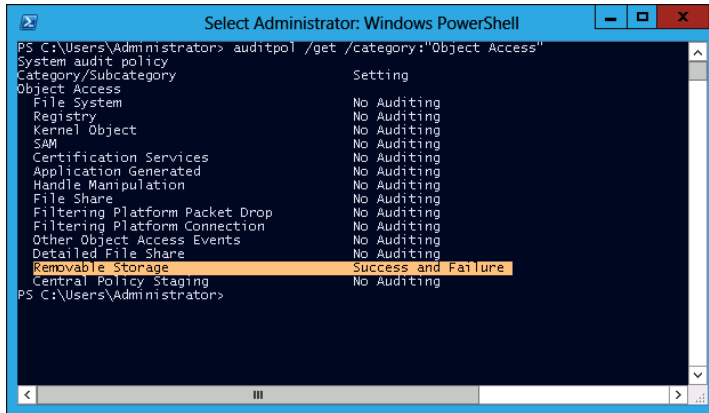 Select Administrator: Windows PowerShell
PS C:\Users\Administrator> auditpol /get /category:"Object Access"
System audit policy
Category/Subcategory Setting
Object Access
File System No Auditing
Registry No Auditing
Kernel Object No Auditing
SAM No Auditing
Certification Services No Auditing
Application Generated No Auditing
Handle Manipulation No Auditing
File Share No Auditing
Filtering Platform Packet Drop No Auditing
Filtering Platform Connection No Auditing
Other Object Access Events No Auditing
Detailed File Share No Auditing
Removable Storage Success and Failure
Central Policy Staging No Auditing
PS C:\Users\Administrator>